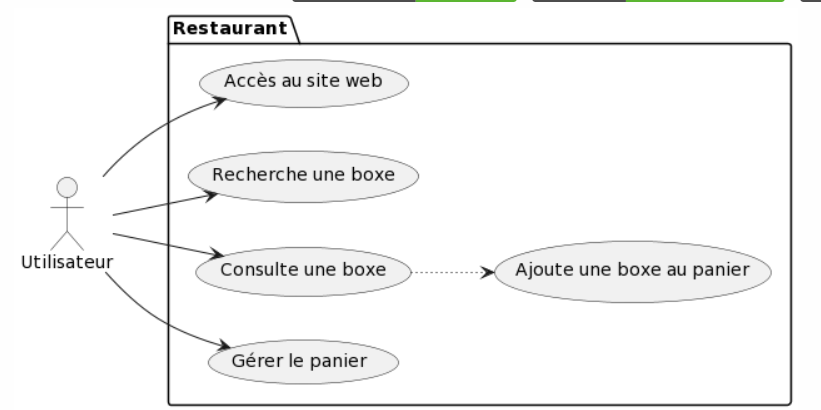 Restaurant
Accès au site web
Recherche une boxe
Utilisateur
Consulte une boxe
Ajoute une boxe au panier
Gérer le panier